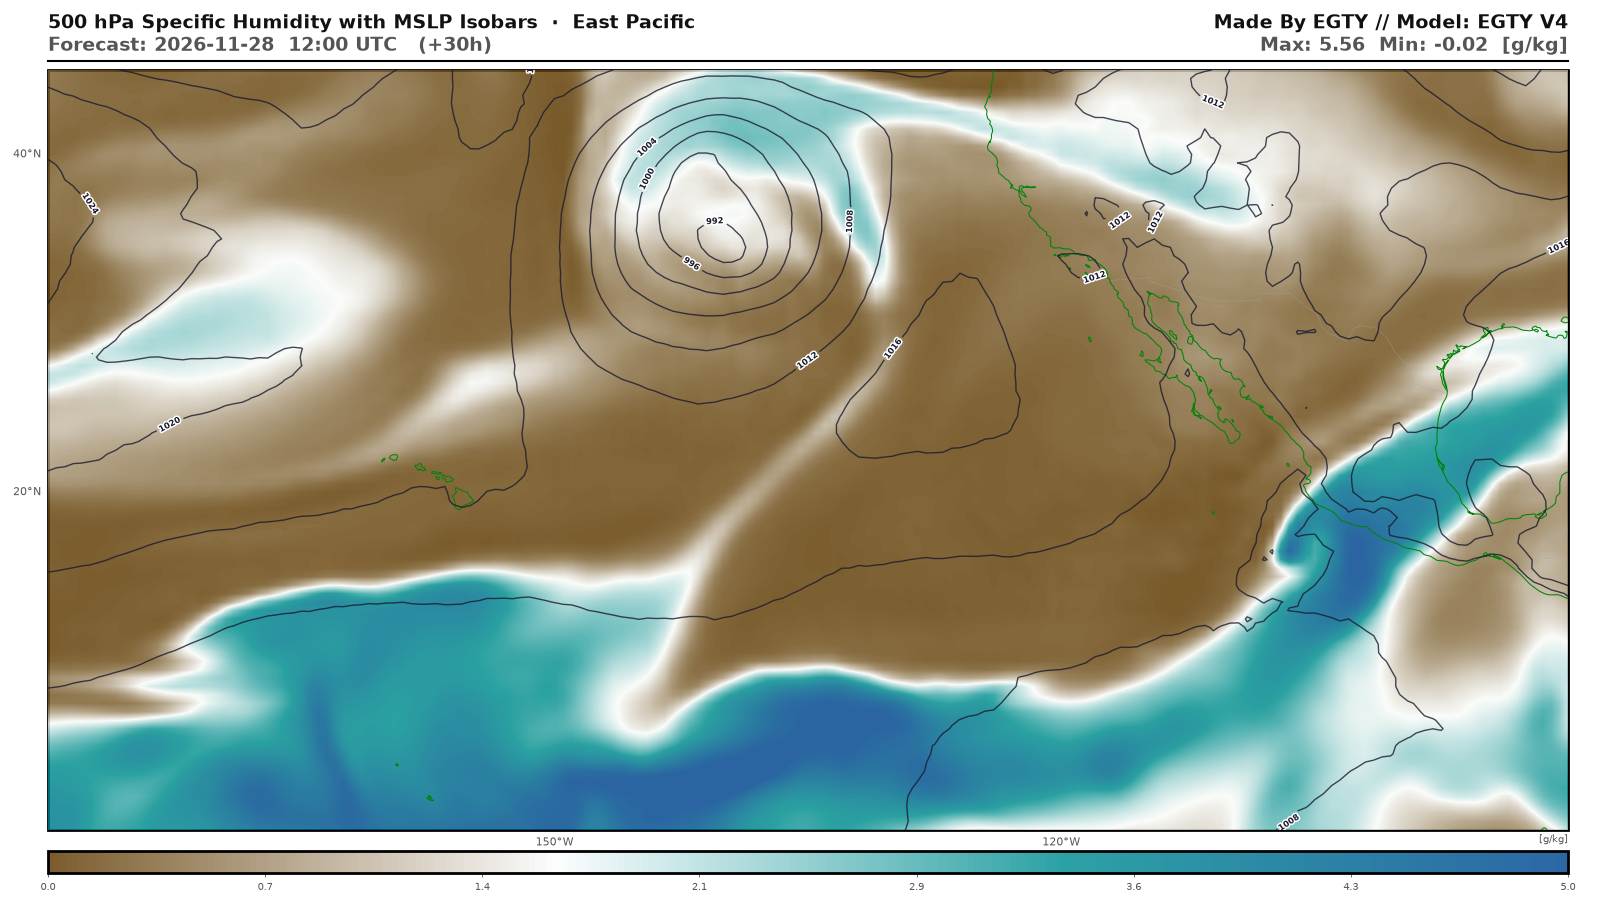 500 hPa Specific Humidity with MSLP Isobars · East Pacific
Made By EGTY // Model: EGTY V4
Forecast: 2026-11-28 12:00 UTC (+30h)
Max: 5.56 Min: -0.02 [g/kg]
1012
1004
40°N
1000
1024
992
1008
1012
1012
1016
996
1012
1016
1012
1020
20°N
1008
150°W
120°W
[g/kg]
0.0
0.7
1.4
2.1
2.9
3.6
4.3
5.0